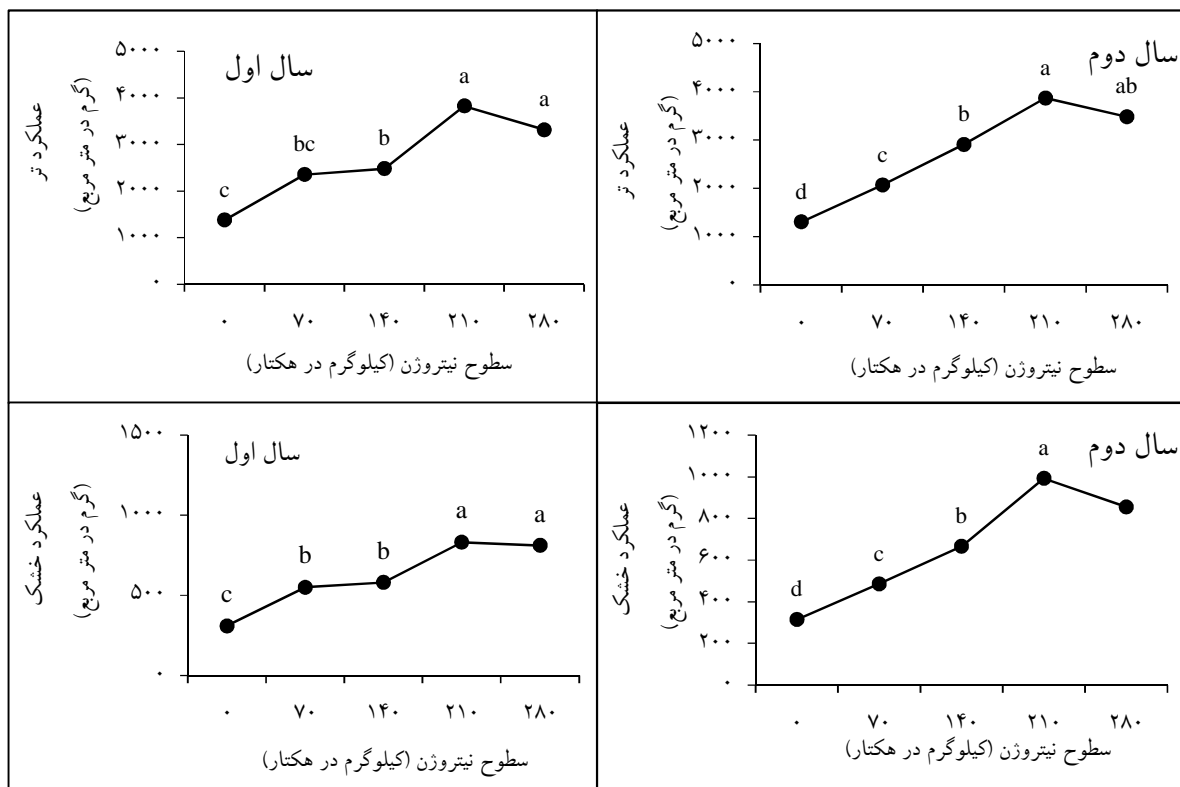 سال اول
عملکرد تر
(گرم در متر مربع)
۵۰۰۰
۴۰۰۰
۳۰۰۰
۲۰۰۰
۱۰۰۰
۰
c
bc
b
a
a
۰ ۷۰ ۱۴۰ ۲۱۰ ۲۸۰
سطوح نیتروژن (کیلوگرم در هکتار)
سال دوم
عملکرد تر
(گرم در متر مربع)
۵۰۰۰
۴۰۰۰
۳۰۰۰
۲۰۰۰
۱۰۰۰
۰
d
c
b
a
ab
۰ ۷۰ ۱۴۰ ۲۱۰ ۲۸۰
سطوح نیتروژن (کیلوگرم در هکتار)
سال اول
عملکرد خشک
(گرم در متر مربع)
۱۵۰۰
۱۰۰۰
۵۰۰
۰
c
b
b
a
a
۰ ۷۰ ۱۴۰ ۲۱۰ ۲۸۰
سطوح نیتروژن (کیلوگرم در هکتار)
سال دوم
عملکرد خشک
(گرم در متر مربع)
۱۲۰۰
۱۰۰۰
۸۰۰
۶۰۰
۴۰۰
۲۰۰
۰
d
c
b
a
۰ ۷۰ ۱۴۰ ۲۱۰ ۲۸۰
سطوح نیتروژن (کیلوگرم در هکتار)